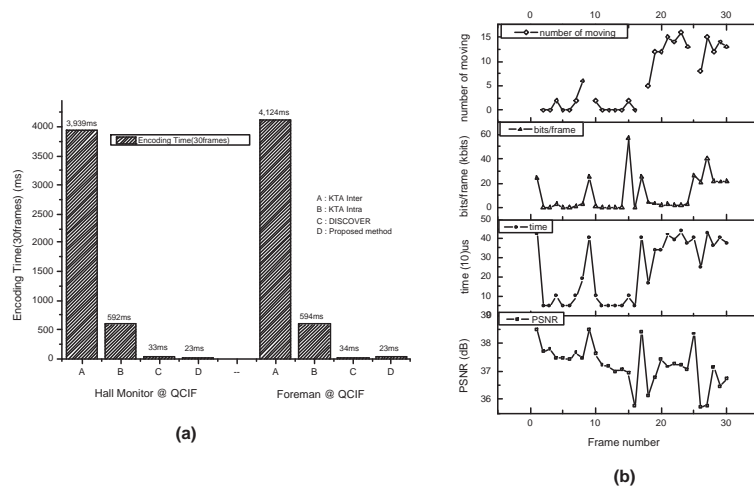 3,939ms
4,124ms
Encoding Time(30frames)
A : KTA Inter
B : KTA Intra
C : DISCOVER
D : Proposed method
592ms
33ms
23ms
594ms
34ms
23ms
4000
3500
3000
2500
2000
1500
1000
500
0
Encoding Time(30frames) (ms)
A B C D -- A B C D
Hall Monitor @ QCIF Foreman @ QCIF
(a)
0 10 20 30
number of moving
15
10
5
0
number of moving
bits/frame
60
40
20
0
bits/frame (kbits)
time
50
40
20
0
time (10)us
PSNR
39
38
37
36
PSNR (dB)
0 10 20 30
Frame number
(b)